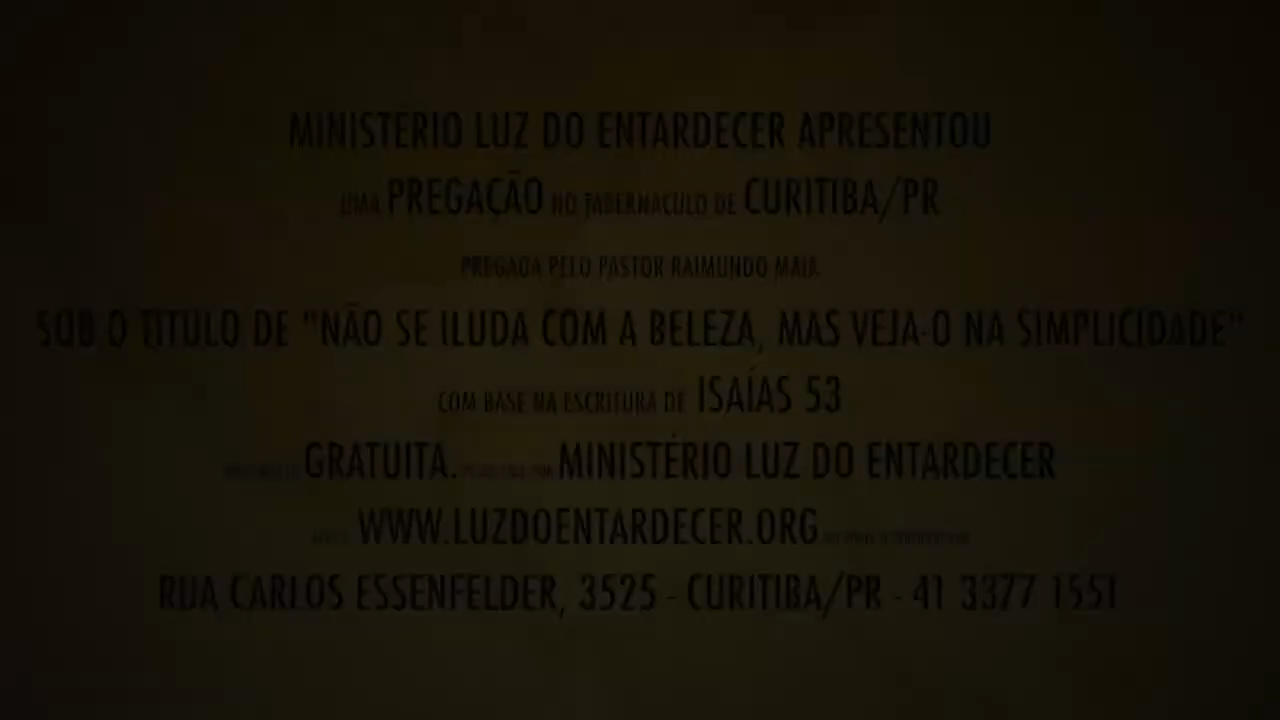 MINISTÉRIO LUZ DO ENTARDECER APRESENTOU
UMA PREGAÇÃO NO TABERNACULO DE CURITIBA/PR
PREGADA PELO PASTOR RAIMUNDO MAIA
SOB O TITULO DE "NÃO SE ILUDA COM A BELEZA, MAS VEJA-O NA SIMPLICIDADE"
COM BASE NA ESCRITURA DE ISAÍAS 53
GRATUITA. MINISTÉRIO LUZ DO ENTARDECER
WWW.LUZDOENTARDECER.ORG
RUA CARLOS ESSENFELDER, 3525 - CURITIBA/PR - 41 3377 1551